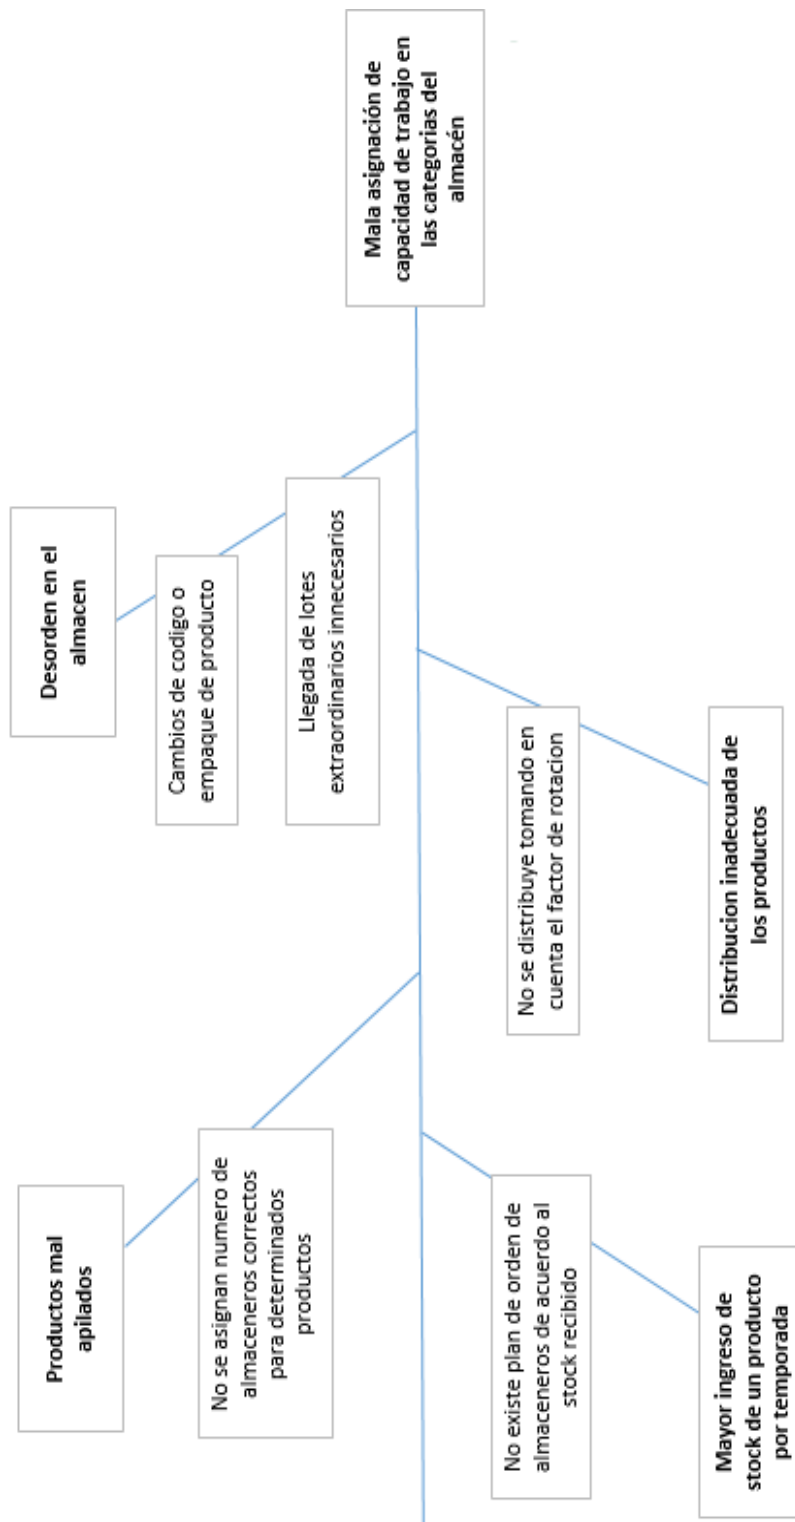 Productos mal
apilados
No se asignan numero de
almaceneros correctos
para determinados
productos
Desorden en el
almacen
Cambios de codigo o
empaque de producto
Llegada de lotes
extraordinarios innecesarios
Mala asignación de
capacidad de trabajo en
las categorias del
almacén
No existe plan de orden de
almaceneros de acuerdo al
stock recibido
Mayor ingreso de
stock de un producto
por temporada
No se distribuye tomando en
cuenta el factor de rotacion
Distribucion inadecuada de
los productos